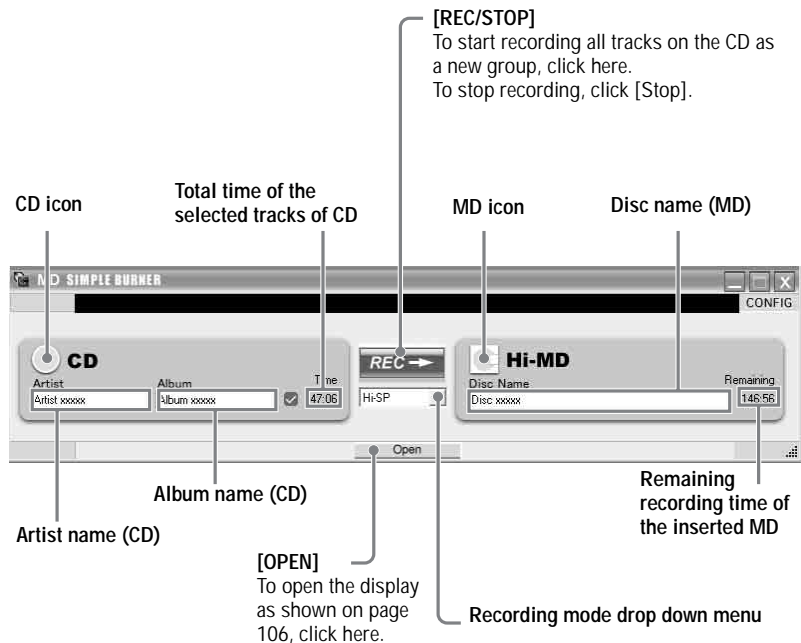 [REC/STOP]
To start recording all tracks on the CD as
a new group, click here.
To stop recording, click [Stop].
CD icon
Total time of the
selected tracks of CD
MD icon
Disc name (MD)
MD SIMPLE BURNER
CONFIG
CD
Artist
Album
Time
Artist xxxxx
Album xxxxx
47:06
REC
Hi-SP
Hi-MD
Disc Name
Remaining
Disc xxxxx
146:56
Open
Album name (CD)
Artist name (CD)
Remaining
recording time of
the inserted MD
[OPEN]
To open the display
as shown on page
106, click here.
Recording mode drop down menu